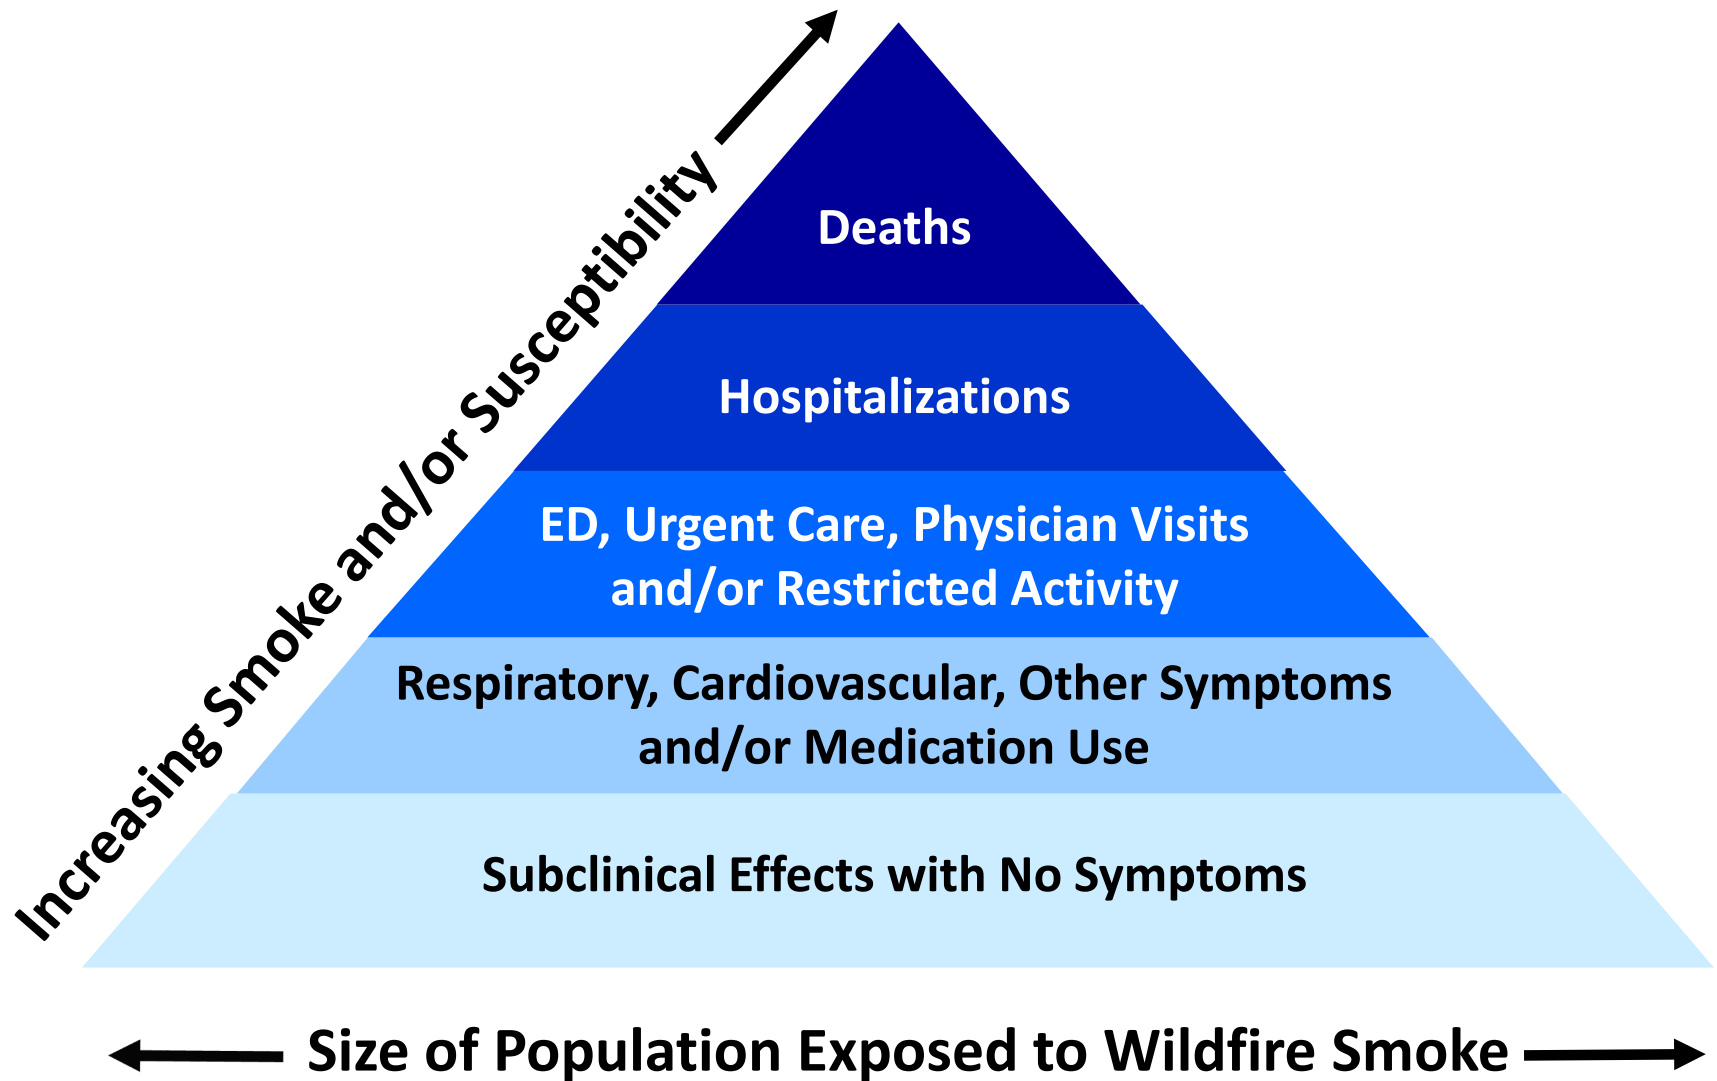 Increasing Smoke and/or Susceptibility
Deaths
Hospitalizations
ED, Urgent Care, Physician Visits
and/or Restricted Activity
Respiratory, Cardiovascular, Other Symptoms
and/or Medication Use
Subclinical Effects with No Symptoms
Size of Population Exposed to Wildfire Smoke